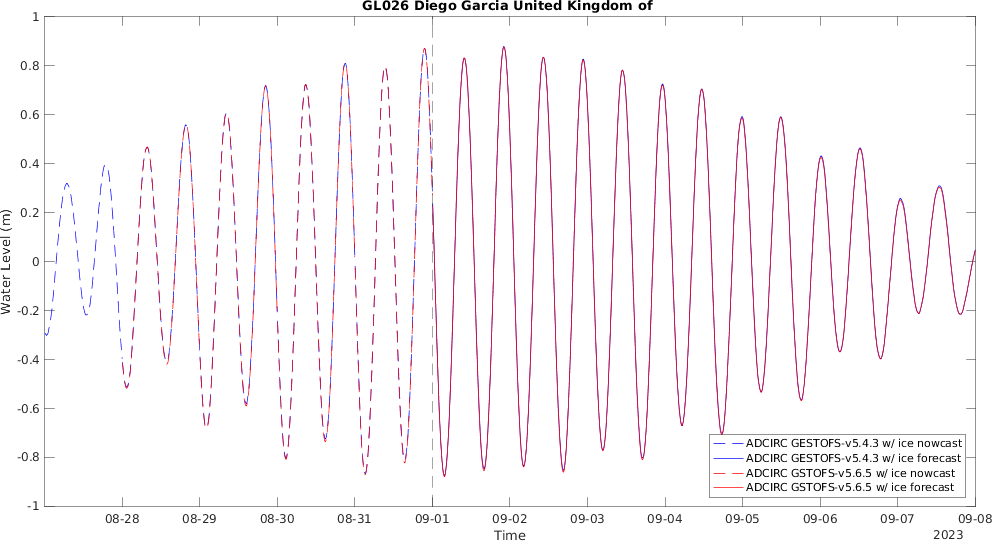 GL026 Diego Garcia United Kingdom of
1
0.8
0.6
0.4
0.2
0
-0.2
-0.4
-0.6
-0.8
-1
Water Level (m)
08-28 08-29 08-30 08-31 09-01 09-02 09-03 09-04 09-05 09-06 09-07 09-08
Time
2023
ADCIRC GESTOFS-v5.4.3 w/ ice nowcast
ADCIRC GESTOFS-v5.4.3 w/ ice forecast
ADCIRC GSTOFS-v5.6.5 w/ ice nowcast
ADCIRC GSTOFS-v5.6.5 w/ ice forecast